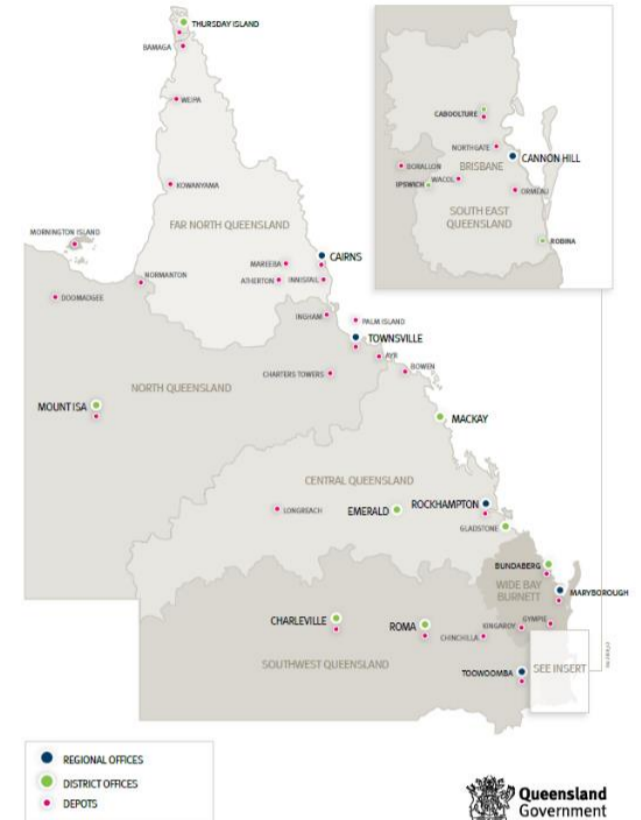 THURSDAY ISLAND
BAMAGA
WEIPA
KOWANYAMA
FAR NORTH QUEENSLAND
MORNINGTON ISLAND
NORMANTON
DOOMADGEE
MAREEBA
CAIRNS
ATHERTON
INNISFAIL
INGHAM
PALM ISLAND
TOWNSVILLE
AYR
CHARTERS TOWERS
BOWEN
NORTH QUEENSLAND
MOUNT ISA
MACKAY
CENTRAL QUEENSLAND
LONGREACH
EMERALD
ROCKHAMPTON
GLADSTONE
BUNDABERG
WIDE BAY
BURNETT
MARYBOROUGH
CHARLEVILLE
ROMA
CHINCHILLA
KINGAROY
GYMPIE
SOUTHWEST QUEENSLAND
TOOWOOMBA
SEE INSERT
CABOOLTURE
NORTHGATE
CANNON HILL
BORALLON
BRISBANE
IPSWICH
WACOL
ORMEAU
SOUTH EAST
QUEENSLAND
ROBINA
REGIONAL OFFICES
DISTRICT OFFICES
DEPOTS
Queensland
Government